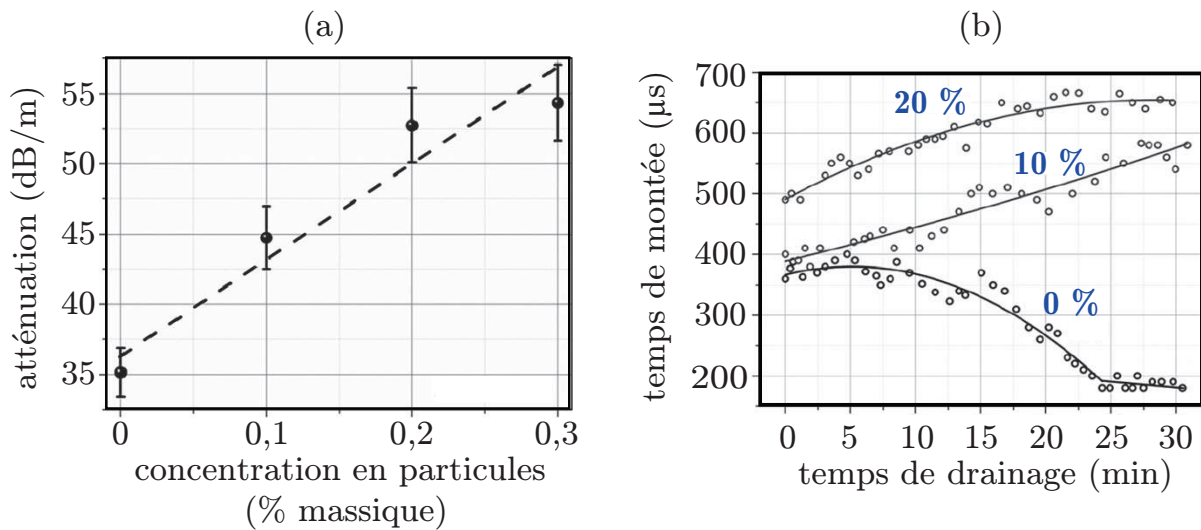 (a)
atténuation (dB/m)
55
50
45
40
35
0 0,1 0,2 0,3
concentration en particules
(% massique)
(b)
temps de montée (μs)
700
600
500
400
300
200
20 %
10 %
0 %
0 5 10 15 20 25 30
temps de drainage (min)